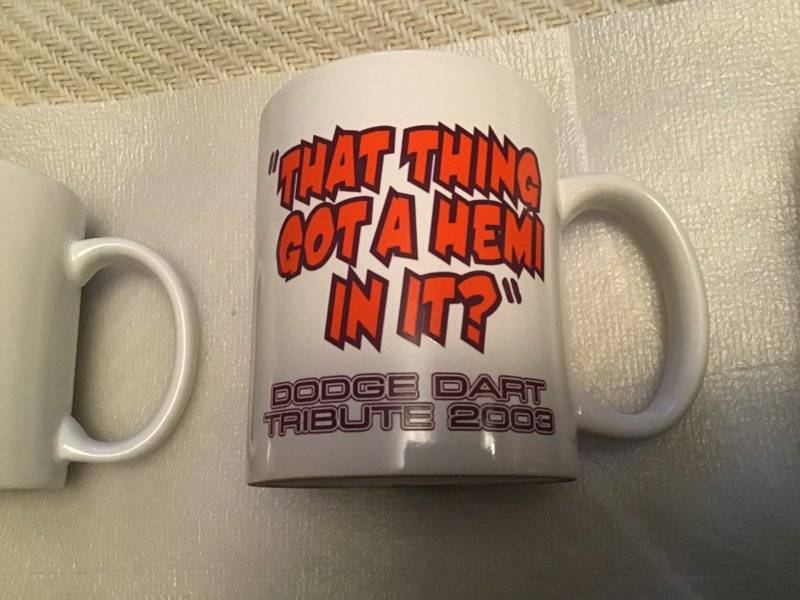 "THAT THING
GOT A HEMI
IN IT?"
DODGE DART
TRIBUTE 2003